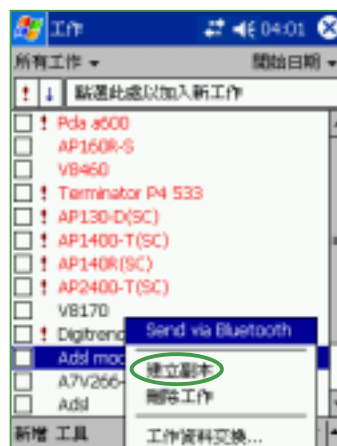 工作 04:01
所有工作 開始日期
! ↓ 點選此處以加入新工作
! Pda a600
AP160R-S
V8460
! Terminator P4 533
! AP130-D(SC)
! AP1400-T(SC)
! AP140R(SC)
! AP2400-T(SC)
V8170
! Digitrend
Send via Bluetooth
Adsl mod
建立副本
A7V266-
刪除工作
Adsl
工作資料交換...
新增 工具